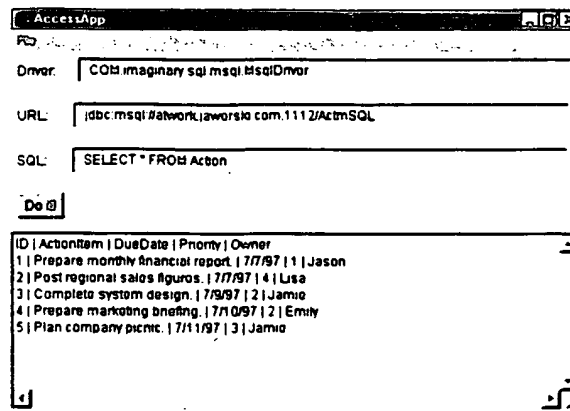 AccessApp
File
Driver: COM.imaginary.sql.msql.MsqlDriver
URL: jdbc:msql://atwork.jaworski.com:1112/ActmSQL
SQL: SELECT * FROM Action
Do it
ID | ActionItem | DueDate | Priority | Owner
1 | Prepare monthly financial report. | 7/7/97 | 1 | Jason
2 | Post regional sales figures. | 7/7/97 | 4 | Lisa
3 | Complete system design. | 7/9/97 | 2 | Jamie
4 | Prepare marketing briefing. | 7/10/97 | 2 | Emily
5 | Plan company picnic. | 7/11/97 | 3 | Jamie